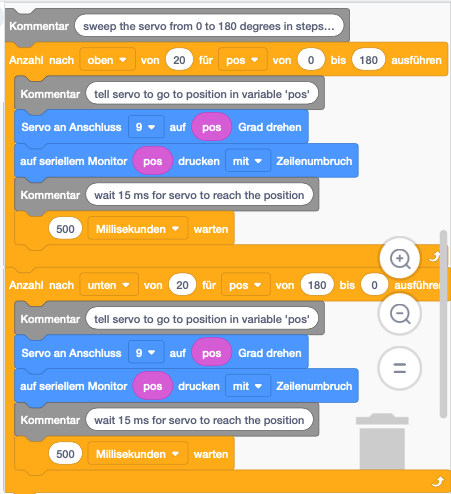 Kommentar sweep the servo from 0 to 180 degrees in steps…
Anzahl nach oben von 20 für pos von 0 bis 180 ausführen
Kommentar tell servo to go to position in variable 'pos'
Servo an Anschluss 9 auf pos Grad drehen
auf seriellem Monitor pos drucken mit Zeilenumbruch
Kommentar wait 15 ms for servo to reach the position
500 Millisekunden warten
Anzahl nach unten von 20 für pos von 180 bis 0 ausführen
Kommentar tell servo to go to position in variable 'pos'
Servo an Anschluss 9 auf pos Grad drehen
auf seriellem Monitor pos drucken mit Zeilenumbruch
Kommentar wait 15 ms for servo to reach the position
500 Millisekunden warten